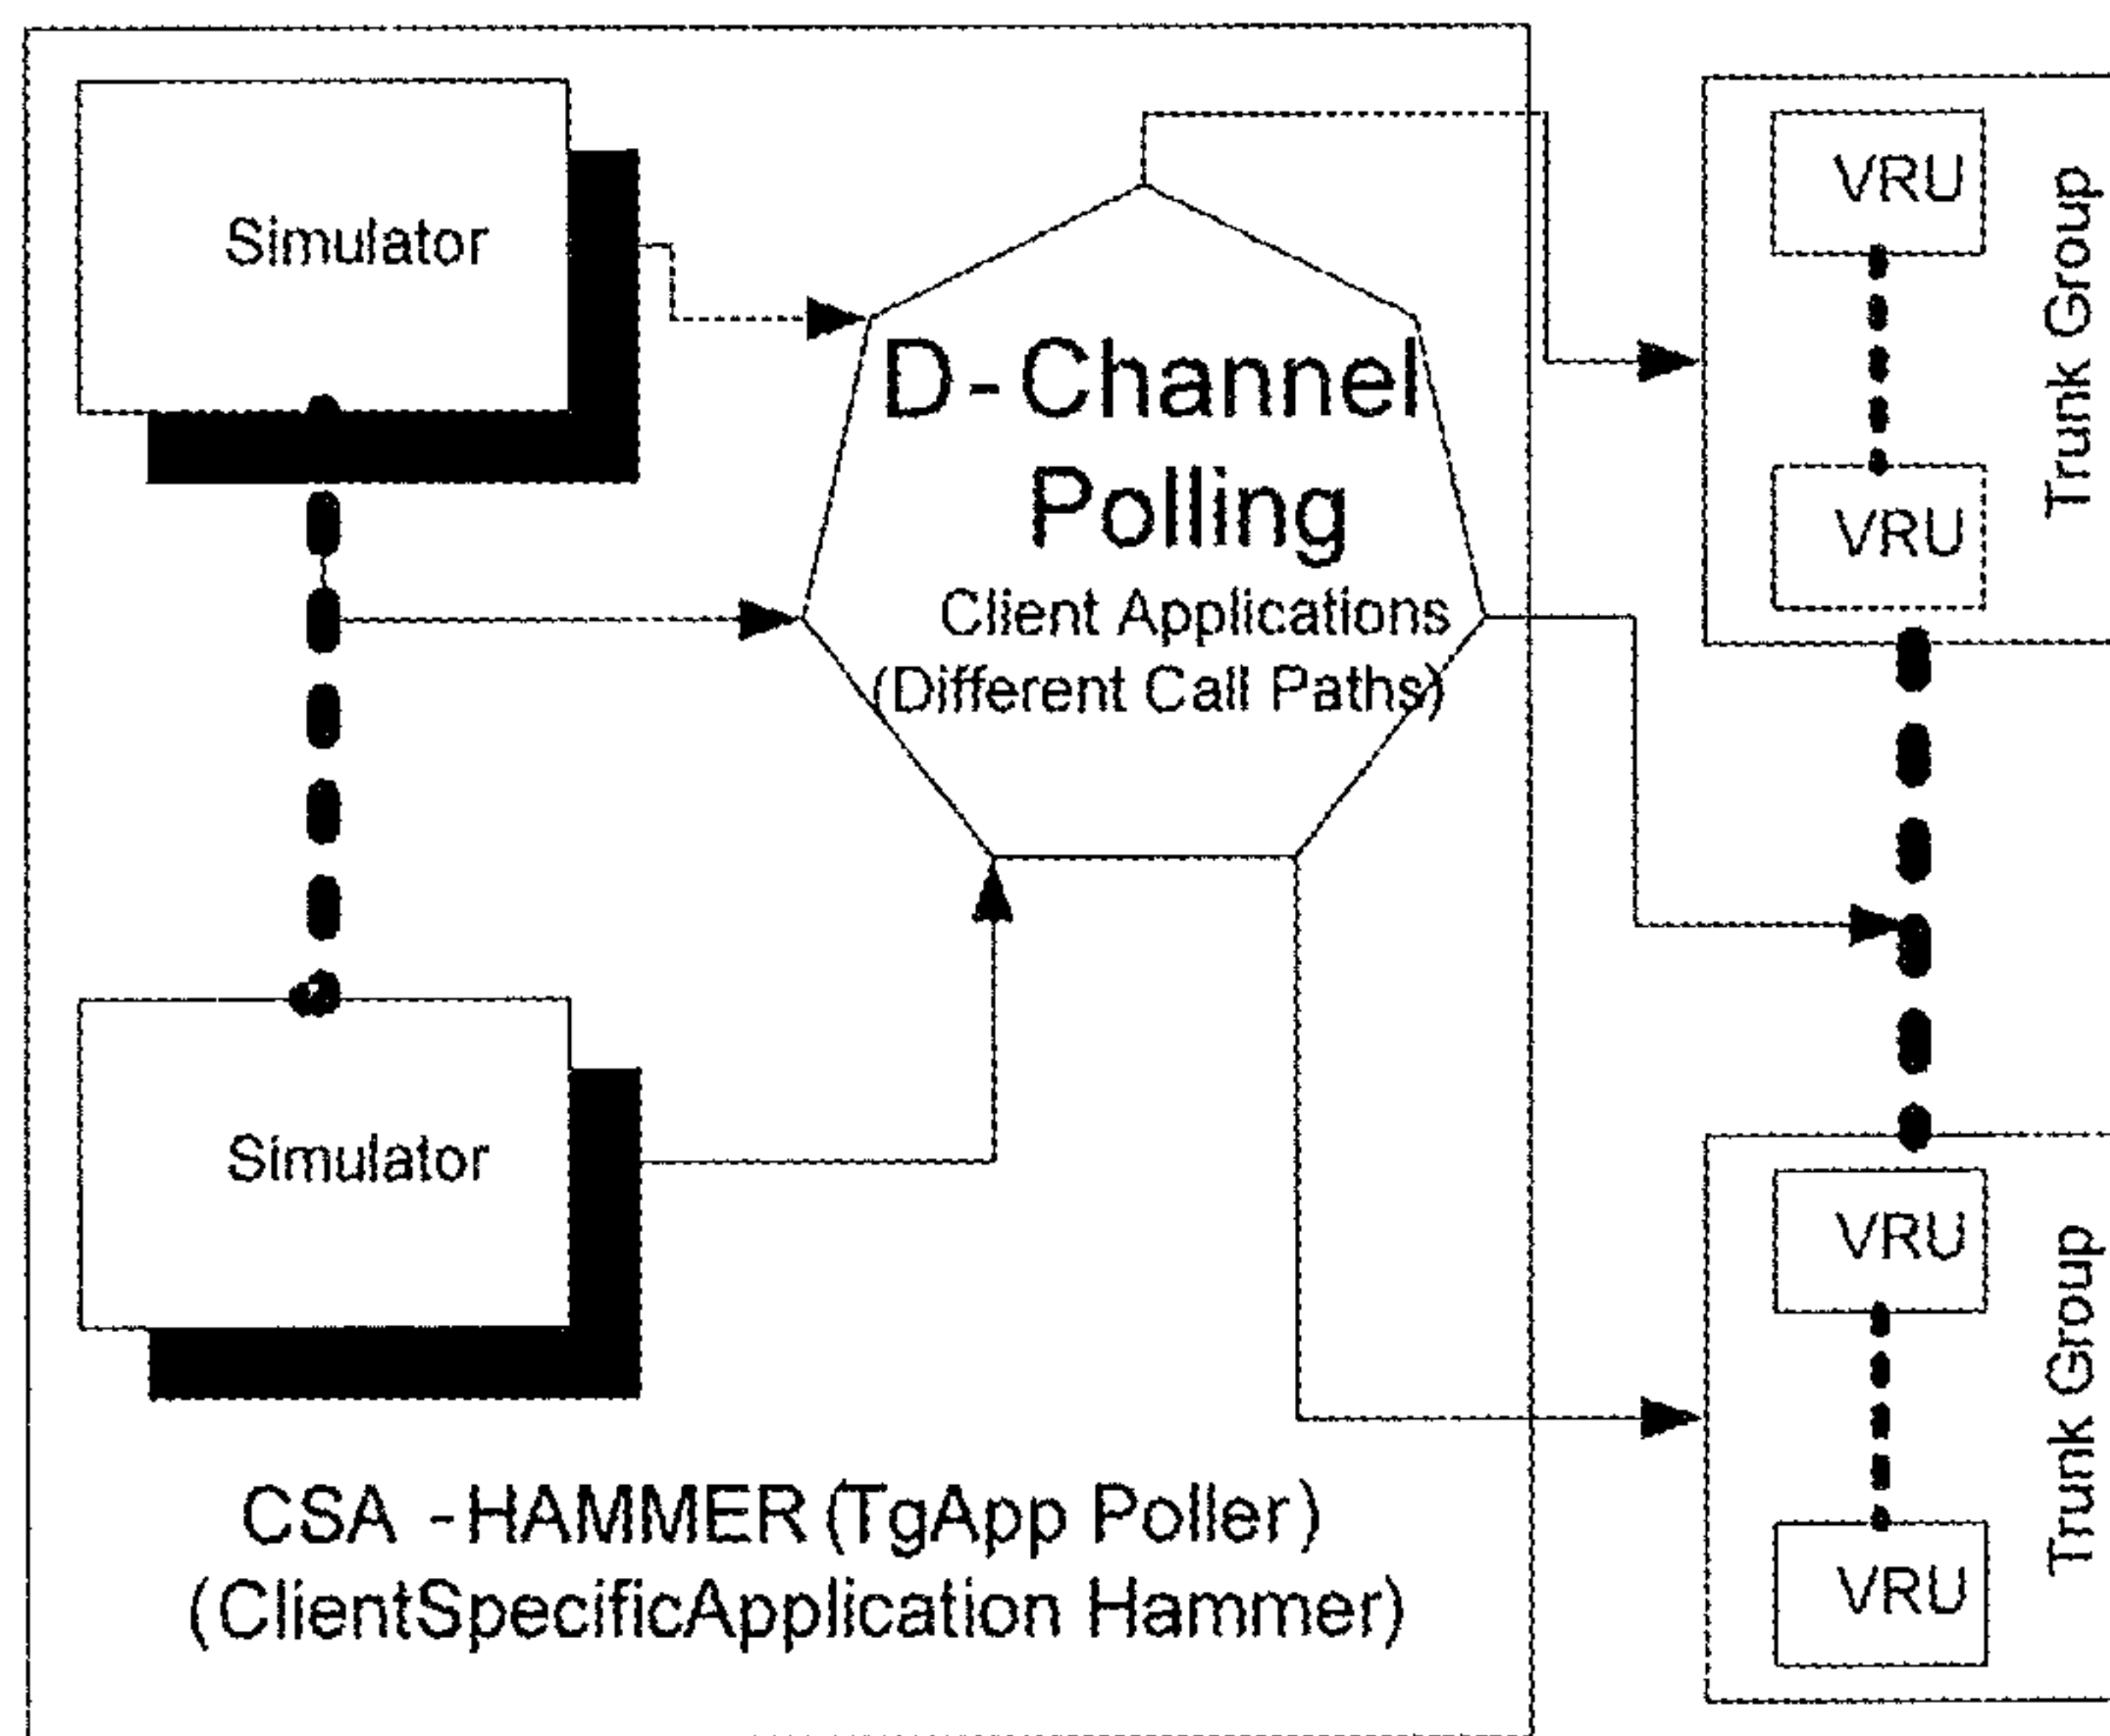 Simulator
D-Channel
Polling
Client Applications
(Different Call Paths)
Simulator
CSA -HAMMER (TgApp Poller)
(ClientSpecificApplication Hammer)
VRU
VRU
Trunk Group
VRU
VRU
Trunk Group